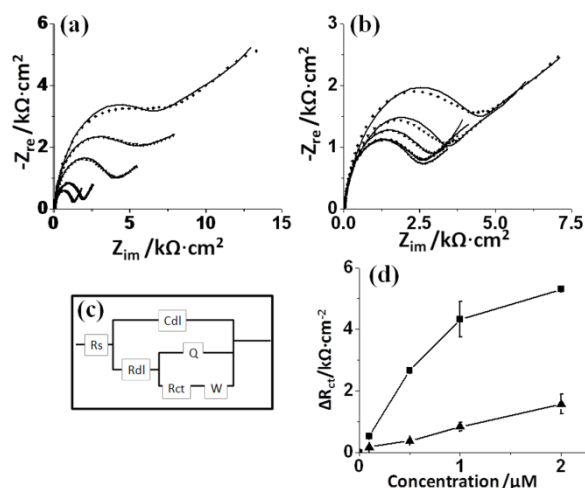 (a)
6
4
2
0
-Z_re /kΩ·cm²
0 5 10 15
Z_im /kΩ·cm²
(b)
3
2
1
0
-Z_re /kΩ·cm²
0.0 2.5 5.0 7.5
Z_im /kΩ·cm²
(c)
Cdl
Rs
Q
Rdl
Rct W
(d)
6
4
2
0
ΔR_ct/kΩ·cm⁻²
0 1 2
Concentration /μM